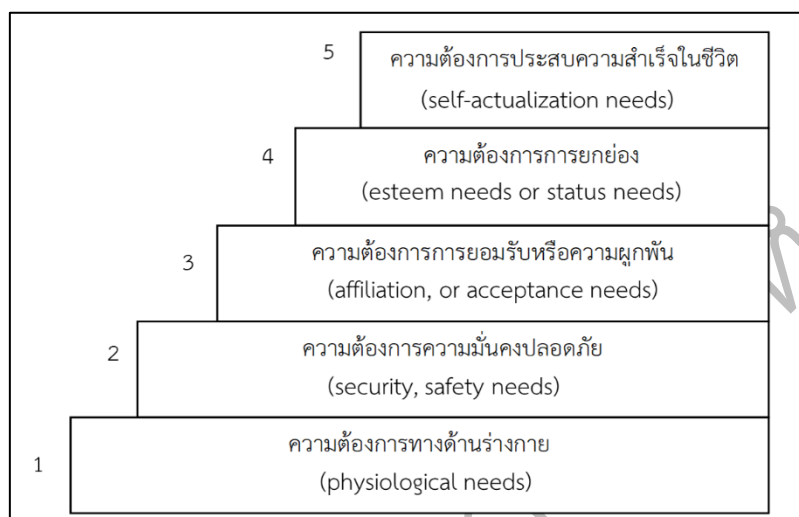 5
ความต้องการประสบความสำเร็จในชีวิต
(self-actualization needs)
4
ความต้องการการยกย่อง
(esteem needs or status needs)
3
ความต้องการการยอมรับหรือความผูกพัน
(affiliation, or acceptance needs)
2
ความต้องการความมั่นคงปลอดภัย
(security, safety needs)
1
ความต้องการทางด้านร่างกาย
(physiological needs)